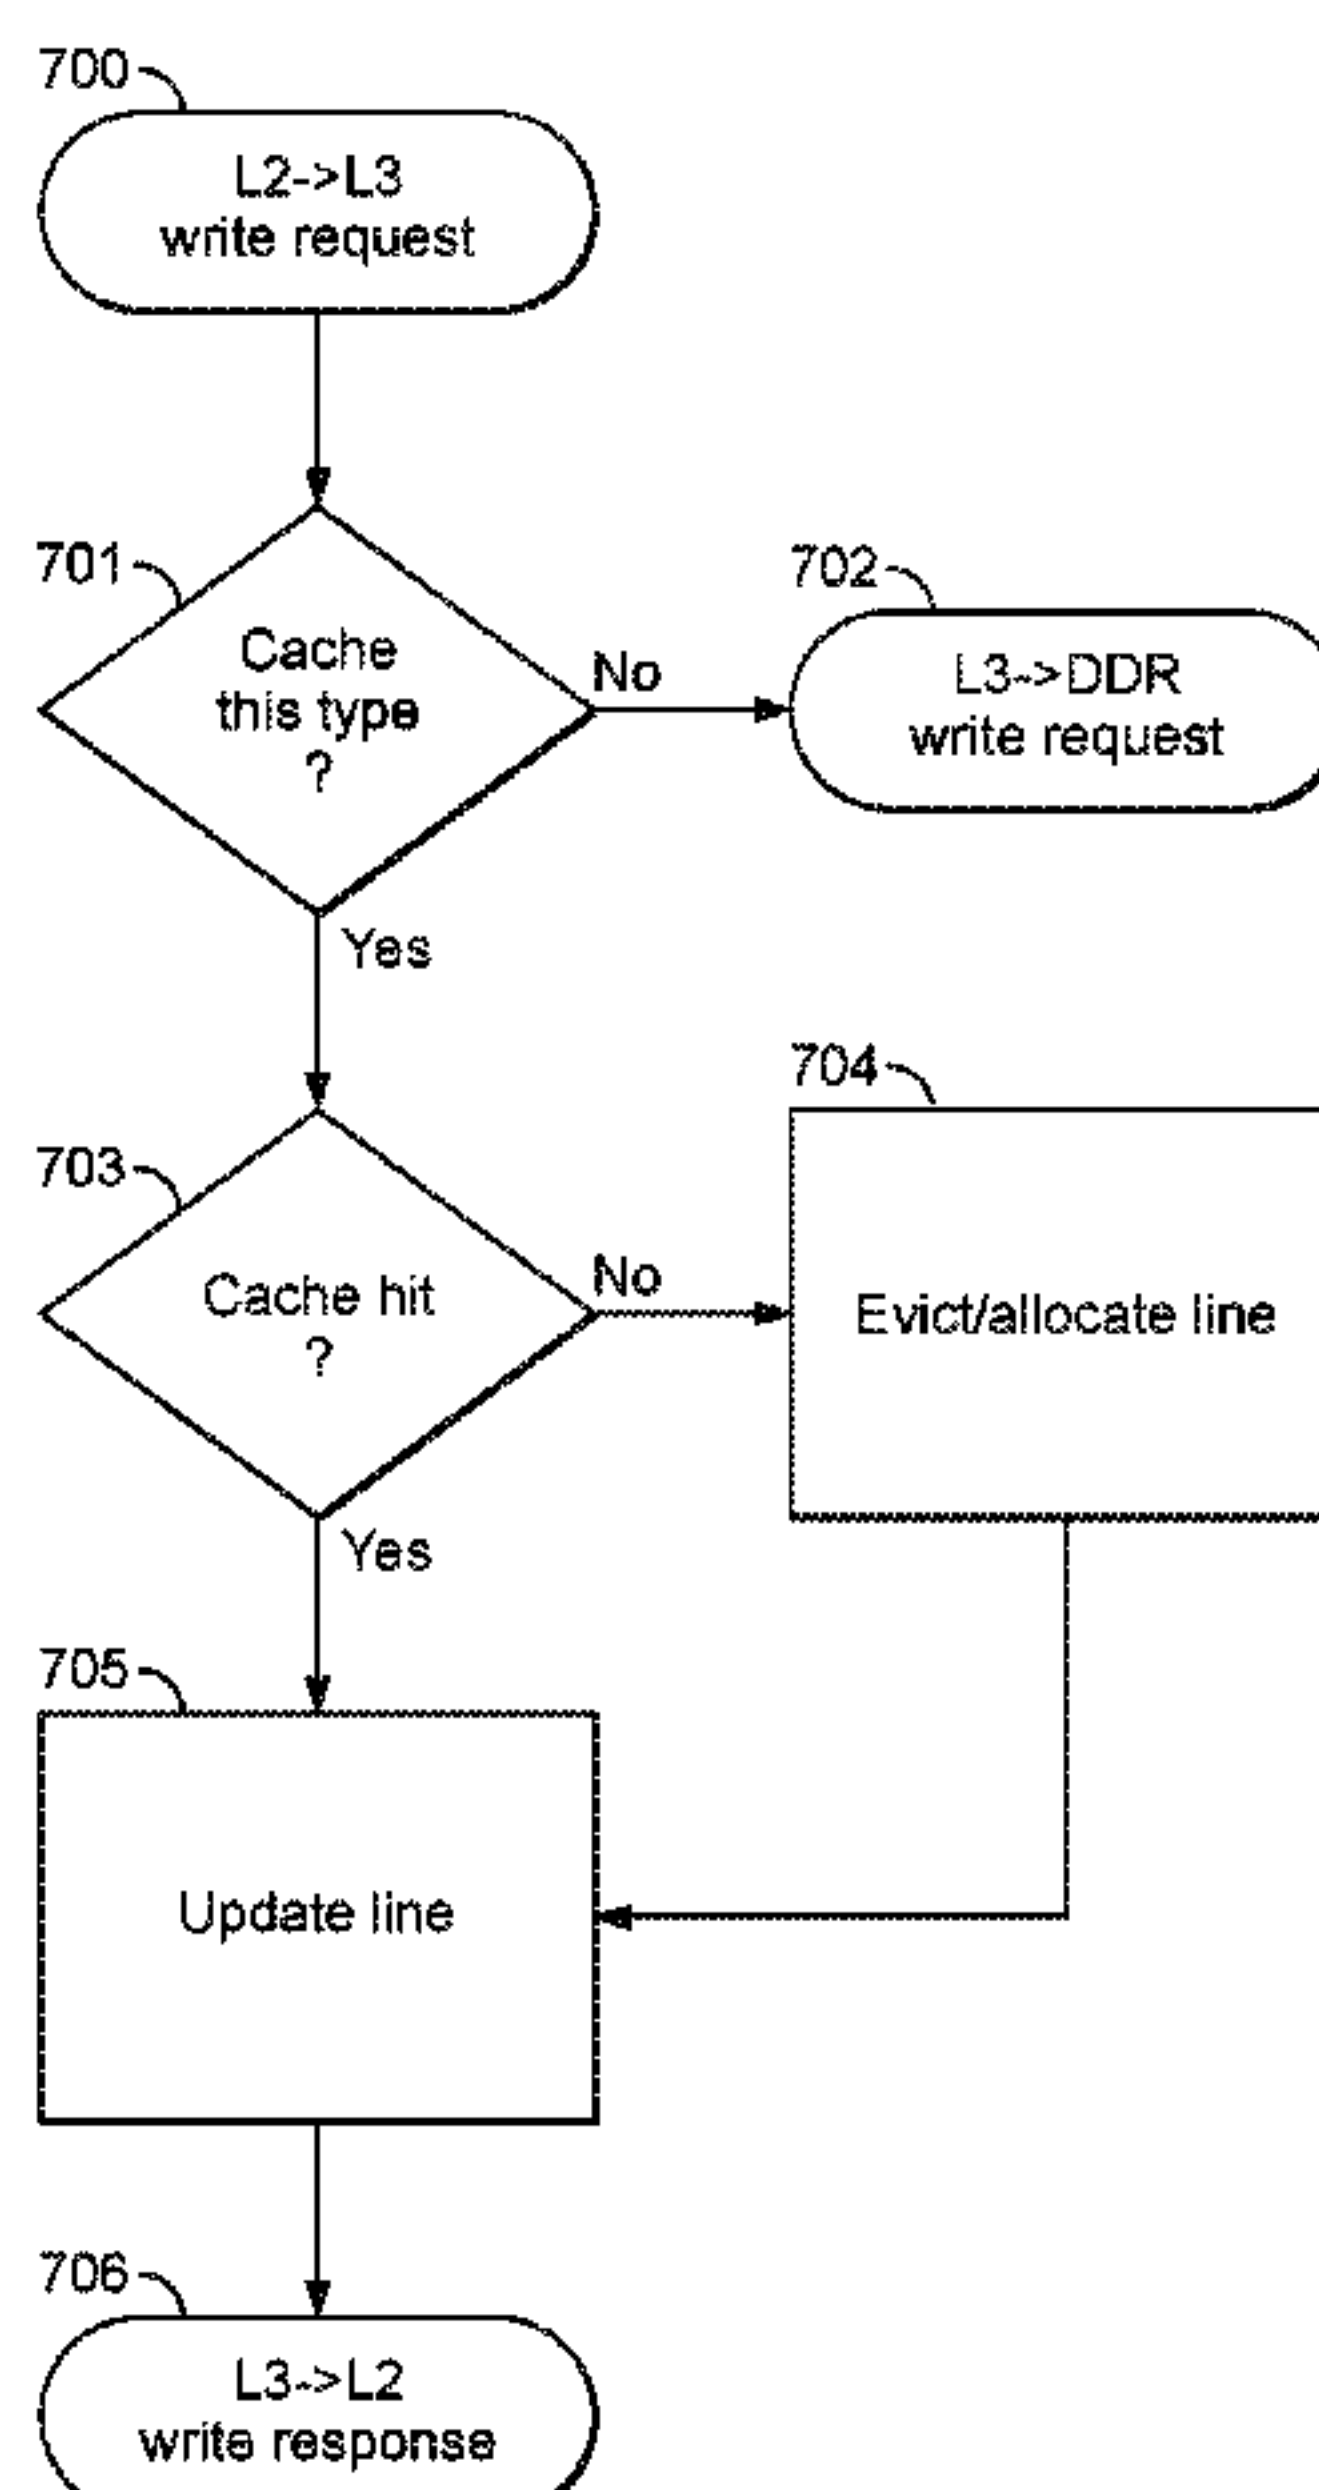 700
L2->L3
write request
701
Cache
this type
?
No
702
L3->DDR
write request
Yes
703
Cache hit
?
No
704
Evict/allocate line
Yes
705
Update line
706
L3->L2
write response